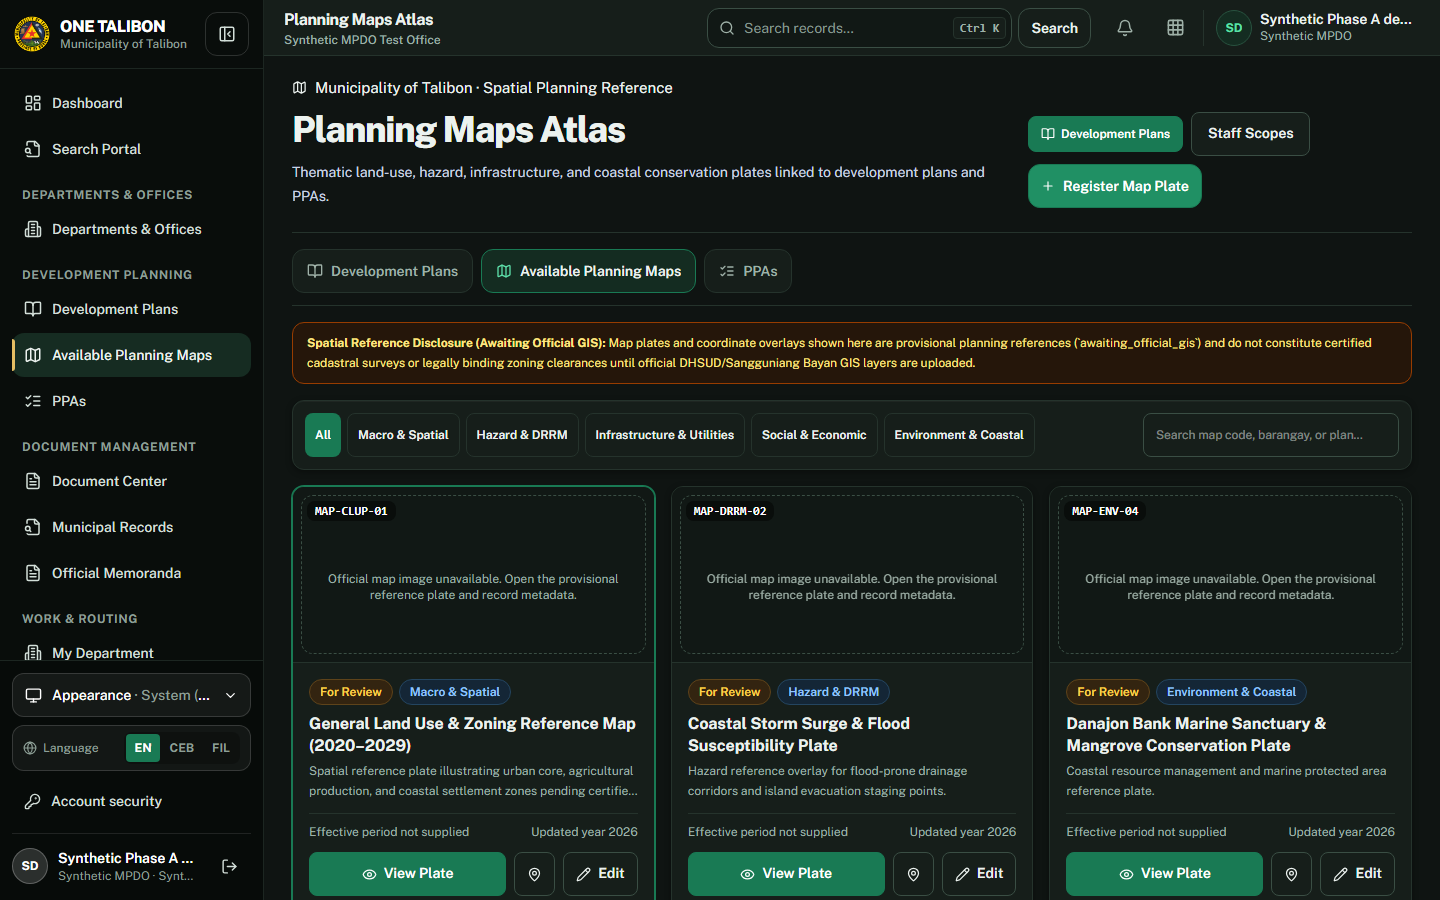 ONE TALIBON
Municipality of Talibon
Planning Maps Atlas
Synthetic MPDO Test Office
Search records...
Ctrl K
Search
SD
Synthetic Phase A de...
Synthetic MPDO
Dashboard
Search Portal
DEPARTMENTS & OFFICES
Departments & Offices
DEVELOPMENT PLANNING
Development Plans
Available Planning Maps
PPAs
DOCUMENT MANAGEMENT
Document Center
Municipal Records
Official Memoranda
WORK & ROUTING
My Department
Appearance · System (...
Language
EN
CEB
FIL
Account security
SD
Synthetic Phase A ...
Synthetic MPDO · Synt...
Municipality of Talibon · Spatial Planning Reference
Planning Maps Atlas
Thematic land-use, hazard, infrastructure, and coastal conservation plates linked to development plans and
PPAs.
Development Plans
Staff Scopes
Register Map Plate
Development Plans
Available Planning Maps
PPAs
Spatial Reference Disclosure (Awaiting Official GIS): Map plates and coordinate overlays shown here are provisional planning references (`awaiting_official_gis`) and do not constitute certified
cadastral surveys or legally binding zoning clearances until official DHSUD/Sangguniang Bayan GIS layers are uploaded.
All
Macro & Spatial
Hazard & DRRM
Infrastructure & Utilities
Social & Economic
Environment & Coastal
Search map code, barangay, or plan...
MAP-CLUP-01
Official map image unavailable. Open the provisional
reference plate and record metadata.
For Review
Macro & Spatial
General Land Use & Zoning Reference Map
(2020–2029)
Spatial reference plate illustrating urban core, agricultural
production, and coastal settlement zones pending certifie...
Effective period not supplied
Updated year 2026
View Plate
Edit
MAP-DRRM-02
Official map image unavailable. Open the provisional
reference plate and record metadata.
For Review
Hazard & DRRM
Coastal Storm Surge & Flood
Susceptibility Plate
Hazard reference overlay for flood-prone drainage
corridors and island evacuation staging points.
Effective period not supplied
Updated year 2026
View Plate
Edit
MAP-ENV-04
Official map image unavailable. Open the provisional
reference plate and record metadata.
For Review
Environment & Coastal
Danajon Bank Marine Sanctuary &
Mangrove Conservation Plate
Coastal resource management and marine protected area
reference plate.
Effective period not supplied
Updated year 2026
View Plate
Edit